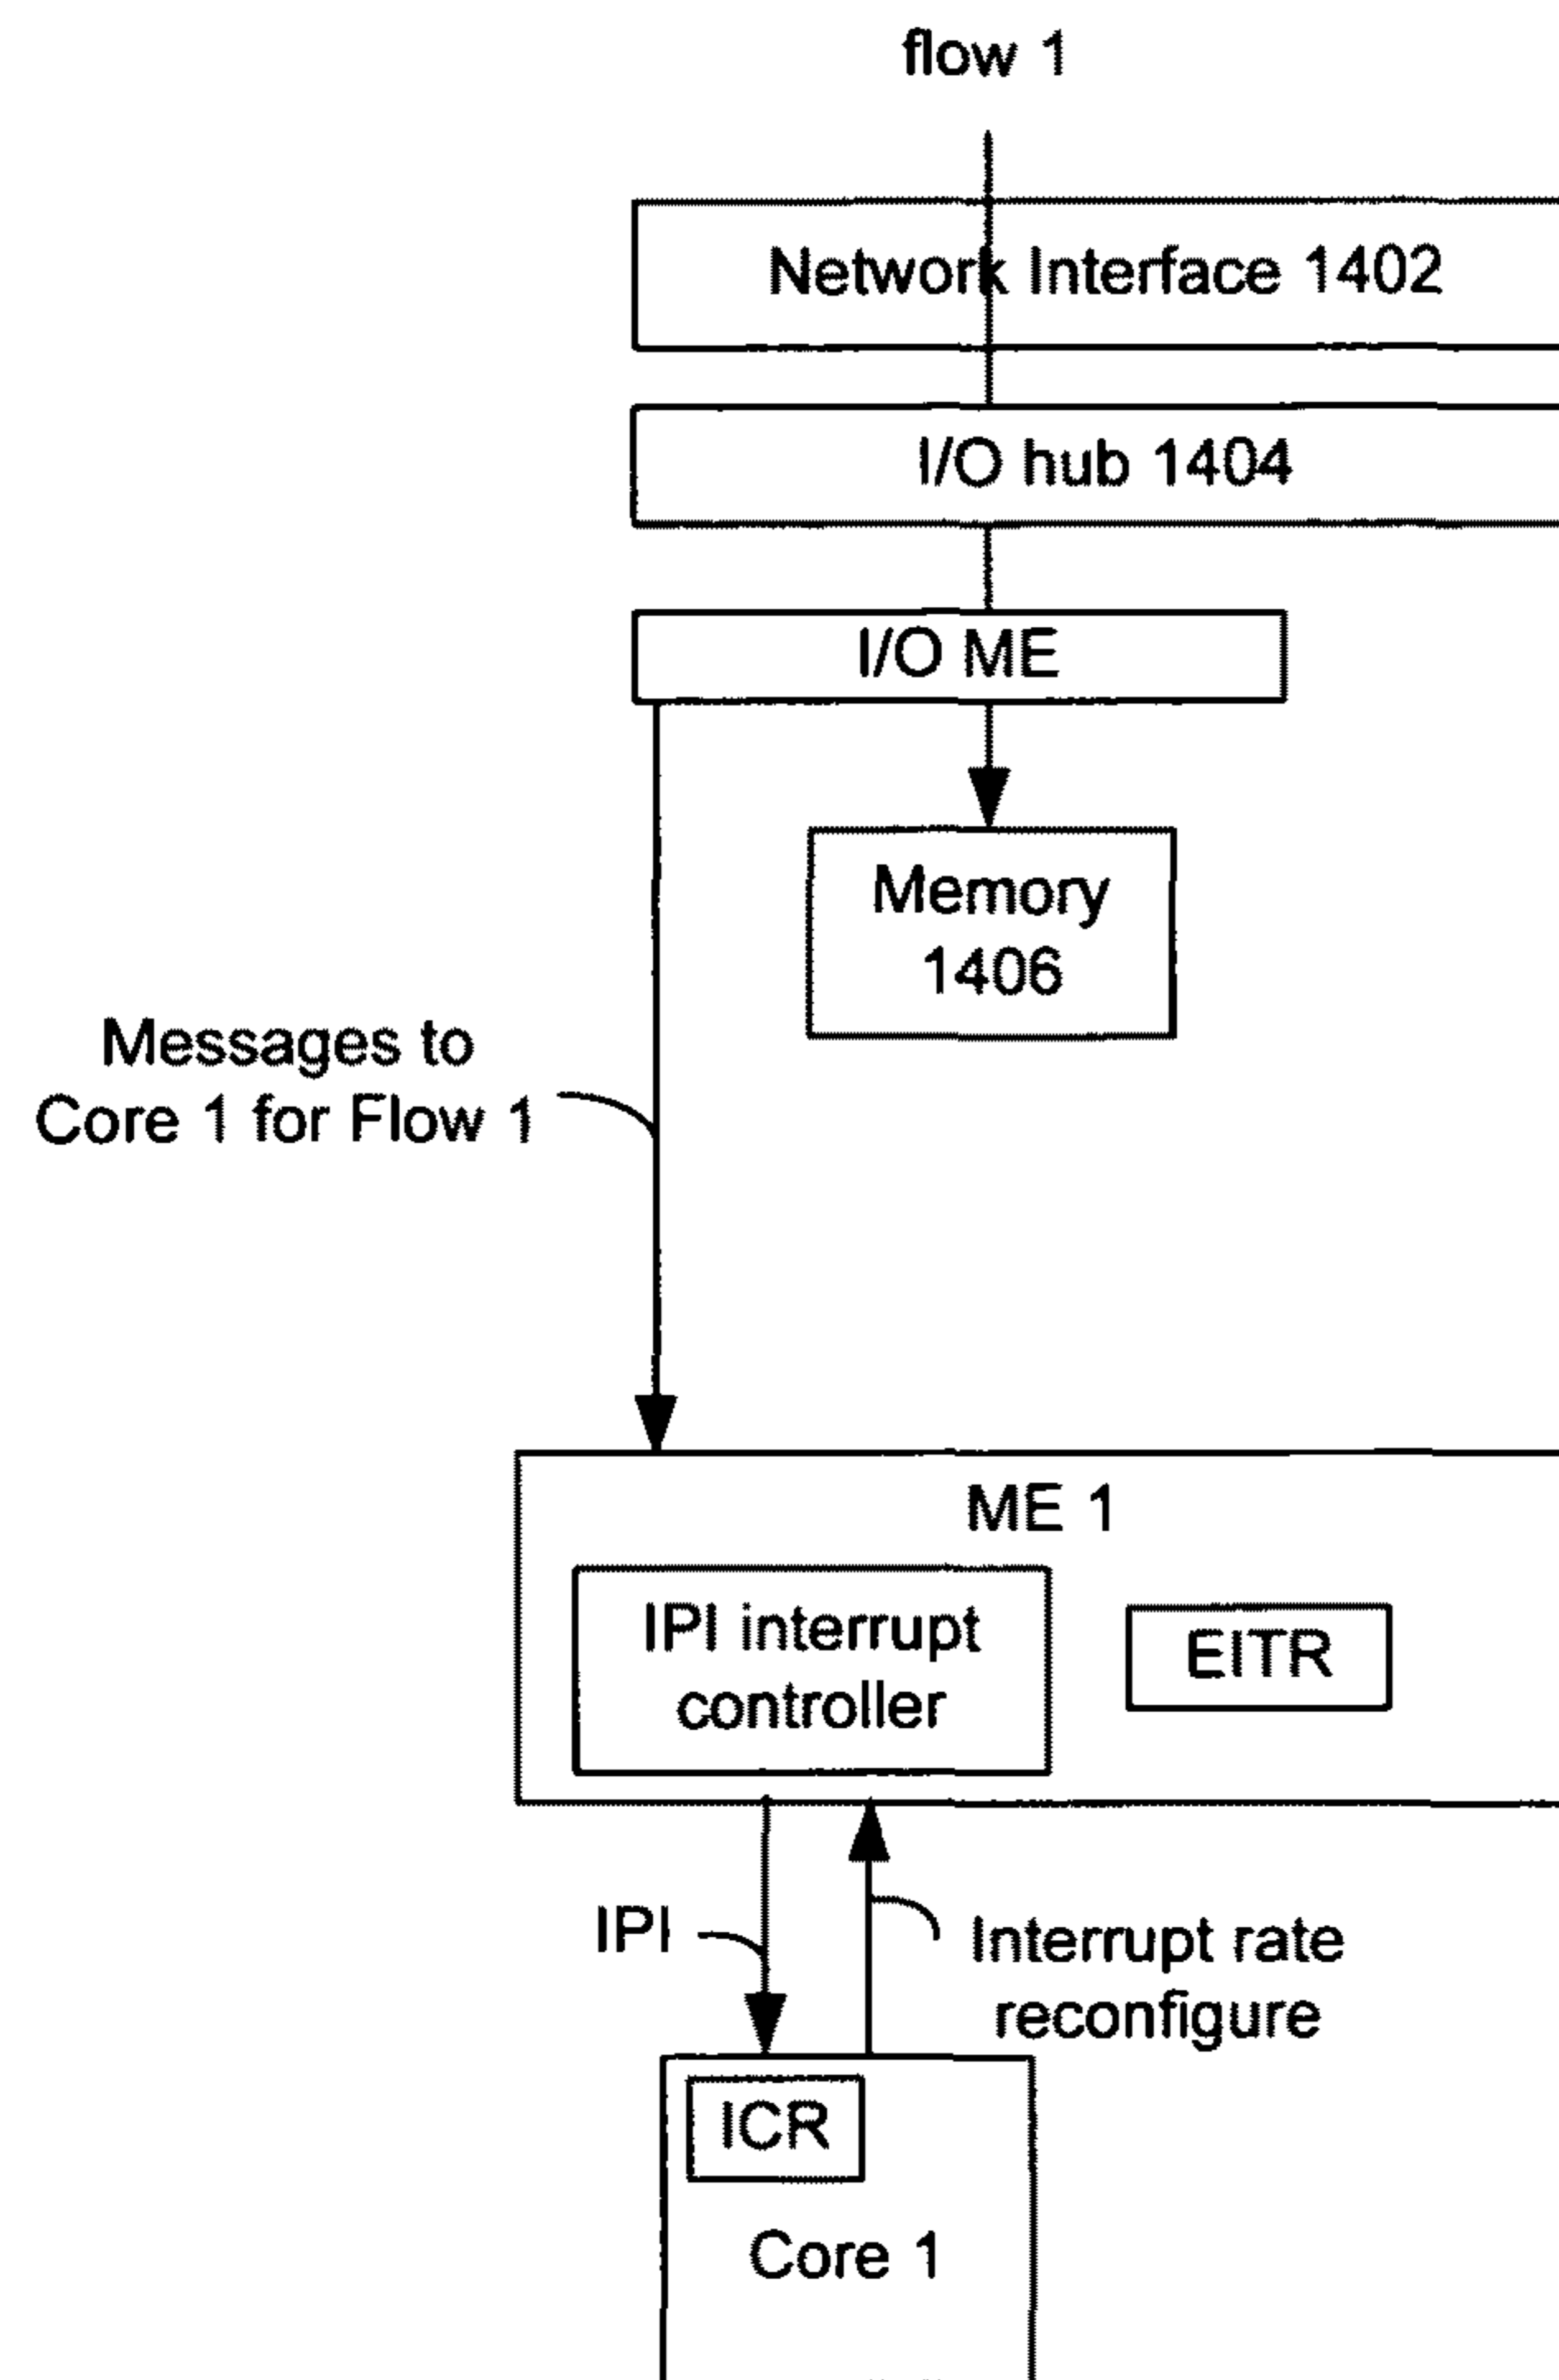 flow 1
Network Interface 1402
I/O hub 1404
I/O ME
Memory
1406
Messages to
Core 1 for Flow 1
ME 1
IPI interrupt
controller
EITR
IPI
Interrupt rate
reconfigure
ICR
Core 1